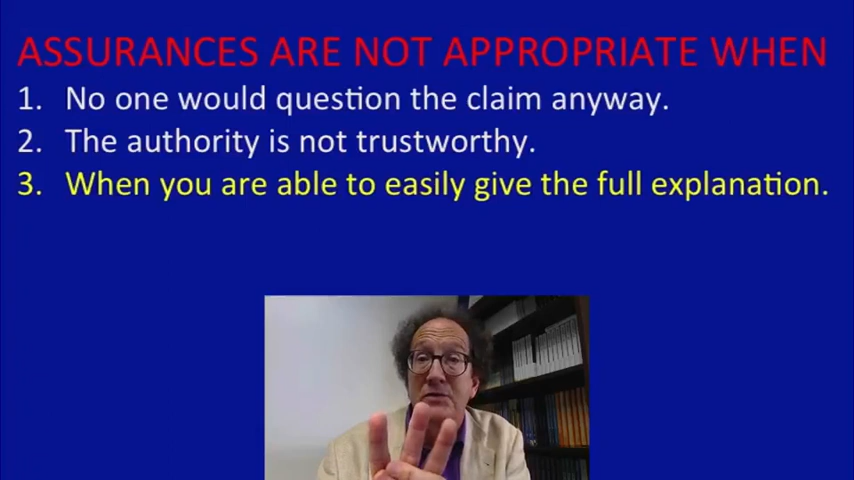 ASSURANCES ARE NOT APPROPRIATE WHEN
1. No one would question the claim anyway.
2. The authority is not trustworthy.
3. When you are able to easily give the full explanation.